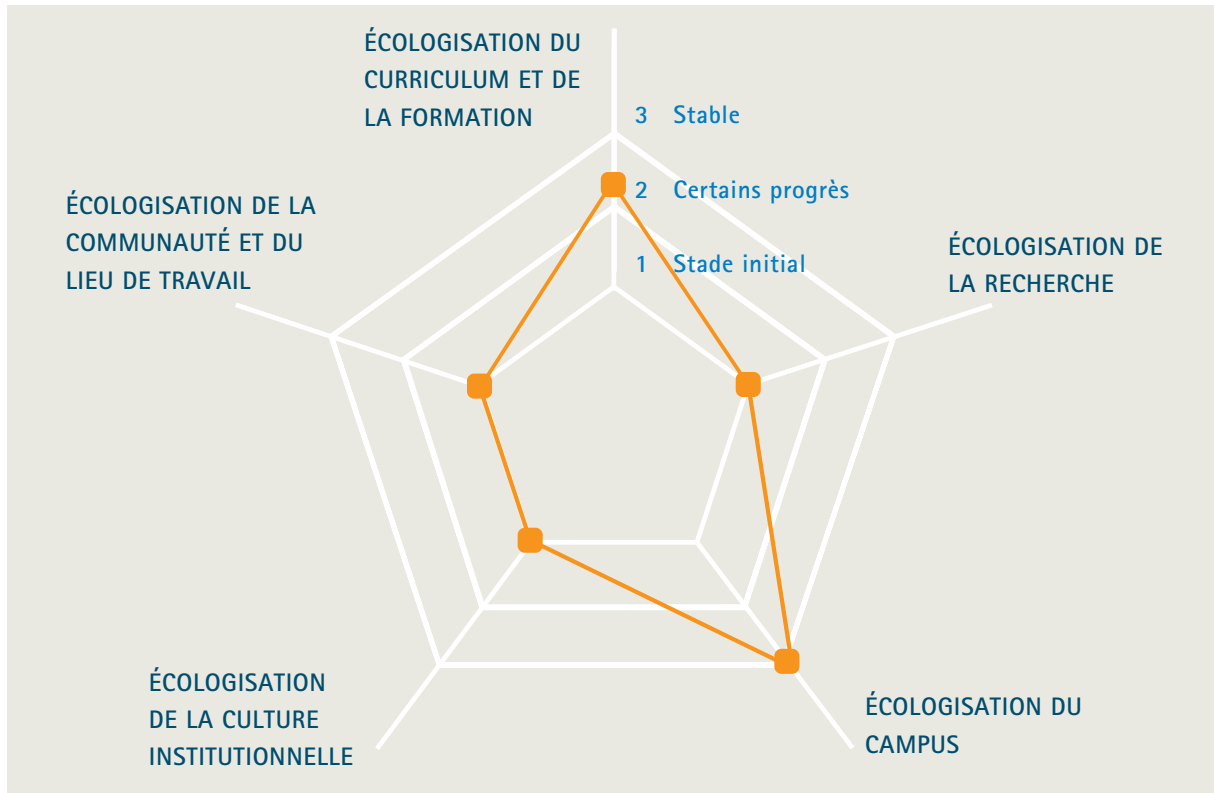 ÉCOLOGISATION DU
CURRICULUM ET DE
LA FORMATION
3 Stable
2 Certains progrès
1 Stade initial
ÉCOLOGISATION DE LA
COMMUNAUTÉ ET DU
LIEU DE TRAVAIL
ÉCOLOGISATION DE
LA RECHERCHE
ÉCOLOGISATION
DE LA CULTURE
INSTITUTIONNELLE
ÉCOLOGISATION DU
CAMPUS